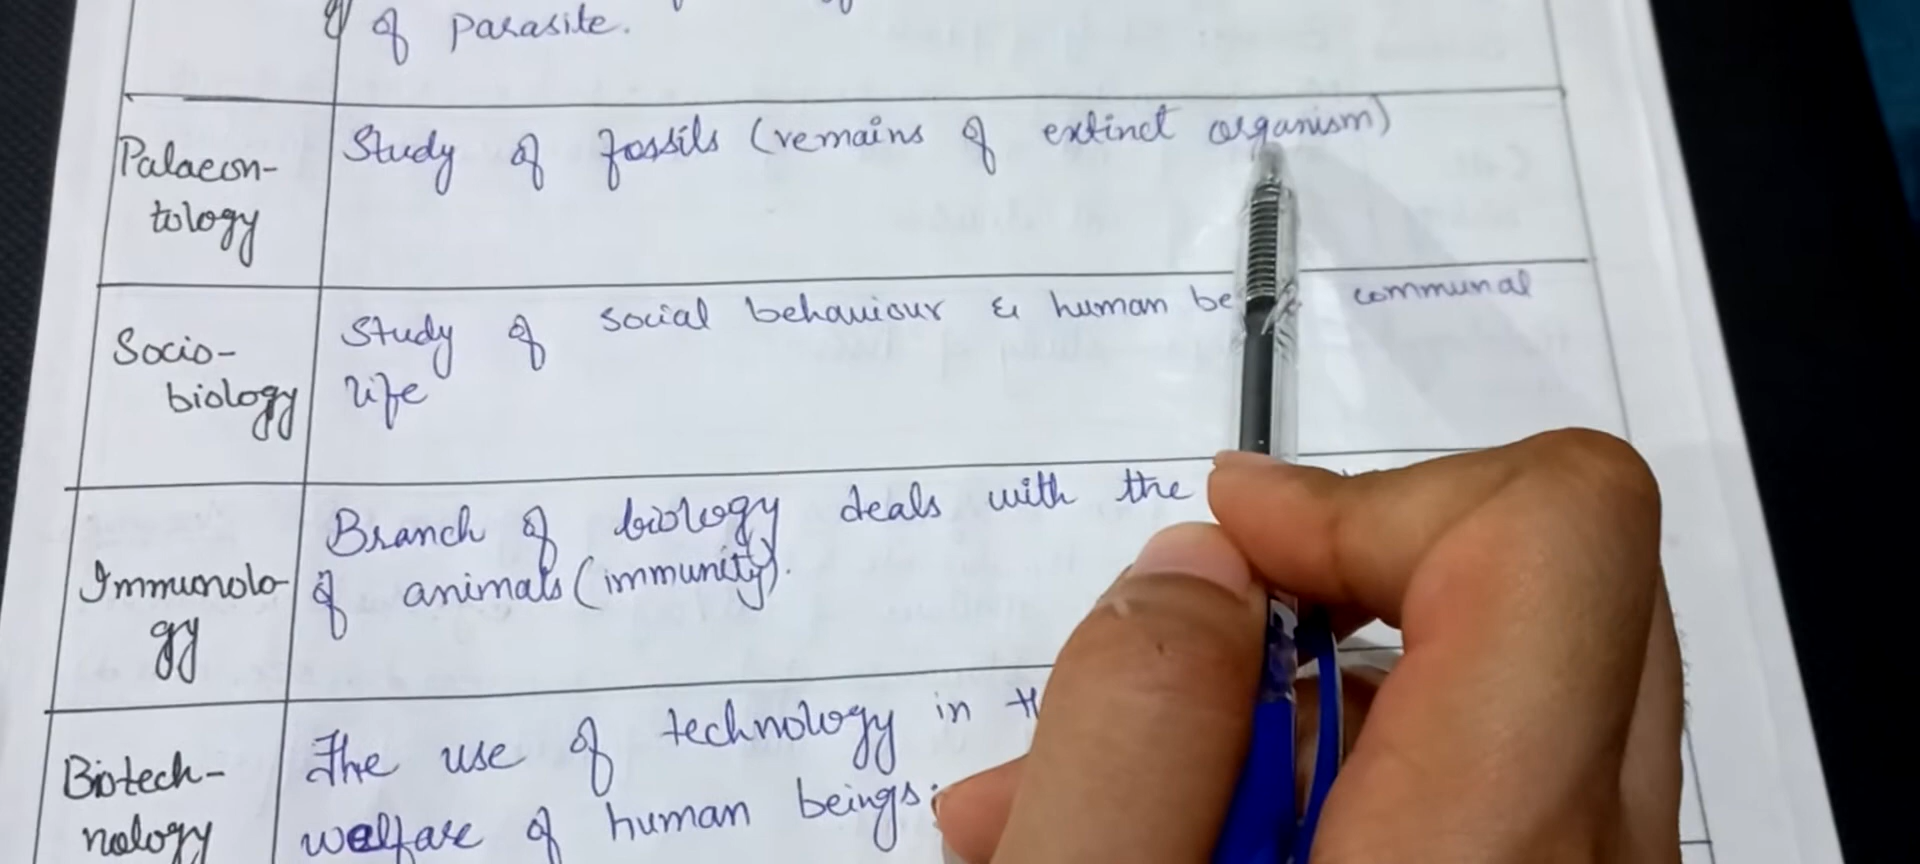 of parasite.
Palaeon-
tology
Study of fossils (remains of extinct organism)
Socio-
biology
Study of social behaviour & human communal
life
Immunolo-
gy
Branch of biology deals with the
of animals (immunity).
Biotech-
nology
The use of technology in
welfare of human beings.